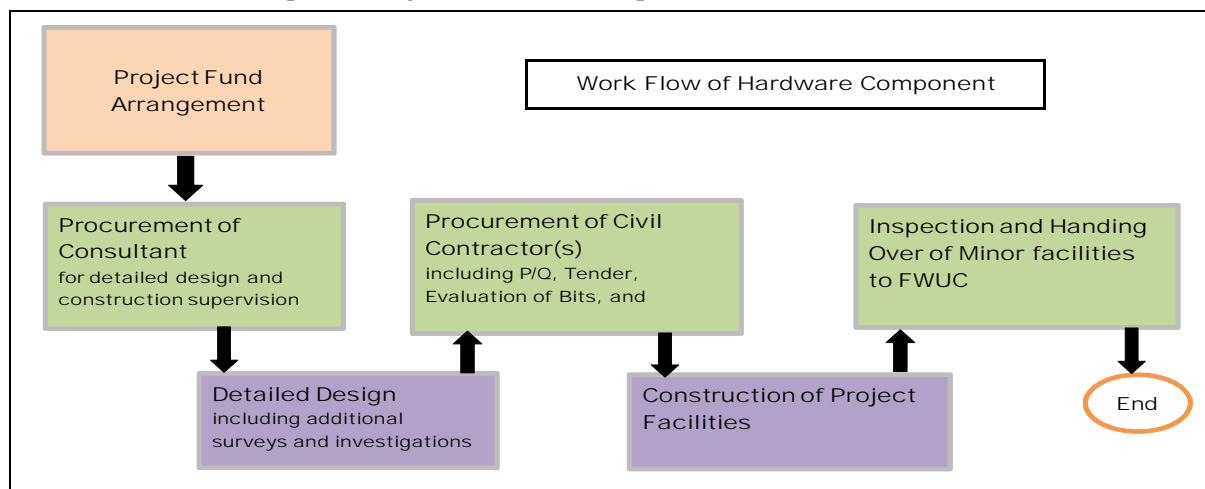 Project Fund
Arrangement
Work Flow of Hardware Component
Procurement of
Consultant
for detailed design and
construction supervision
Procurement of Civil
Contractor(s)
including P/Q, Tender,
Evaluation of Bits, and
Inspection and Handing
Over of Minor facilities
to FWUC
Detailed Design
including additional
surveys and investigations
Construction of Project
Facilities
End